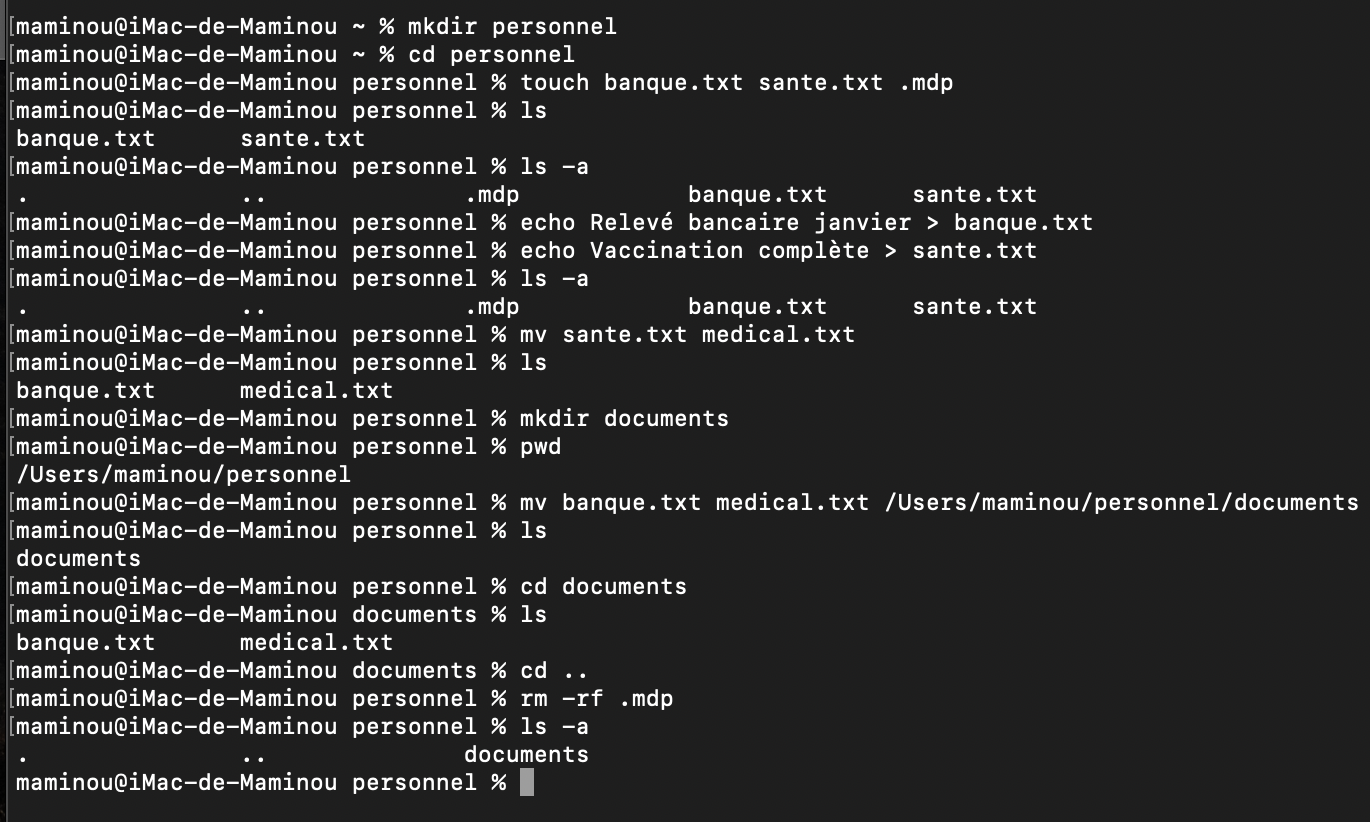 [maminou@iMac-de-Maminou ~ % mkdir personnel
[maminou@iMac-de-Maminou ~ % cd personnel
[maminou@iMac-de-Maminou personnel % touch banque.txt sante.txt .mdp
[maminou@iMac-de-Maminou personnel % ls
banque.txt      sante.txt
[maminou@iMac-de-Maminou personnel % ls -a
.               ..              .mdp            banque.txt      sante.txt
[maminou@iMac-de-Maminou personnel % echo Relevé bancaire janvier > banque.txt
[maminou@iMac-de-Maminou personnel % echo Vaccination complète > sante.txt
[maminou@iMac-de-Maminou personnel % ls -a
.               ..              .mdp            banque.txt      sante.txt
[maminou@iMac-de-Maminou personnel % mv sante.txt medical.txt
[maminou@iMac-de-Maminou personnel % ls
banque.txt      medical.txt
[maminou@iMac-de-Maminou personnel % mkdir documents
[maminou@iMac-de-Maminou personnel % pwd
/Users/maminou/personnel
[maminou@iMac-de-Maminou personnel % mv banque.txt medical.txt /Users/maminou/personnel/documents
[maminou@iMac-de-Maminou personnel % ls
documents
[maminou@iMac-de-Maminou personnel % cd documents
[maminou@iMac-de-Maminou documents % ls
banque.txt      medical.txt
[maminou@iMac-de-Maminou documents % cd ..
[maminou@iMac-de-Maminou personnel % rm -rf .mdp
[maminou@iMac-de-Maminou personnel % ls -a
.               ..              documents
maminou@iMac-de-Maminou personnel %